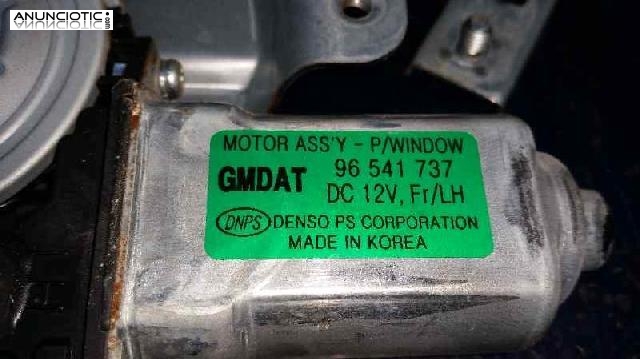 ANUNCIOTIC.com
MOTOR ASS'Y - P/WINDOW
GMDAT 96 541 737
DC 12V, Fr/LH
DNPS DENSO PS CORPORATION
MADE IN KOREA